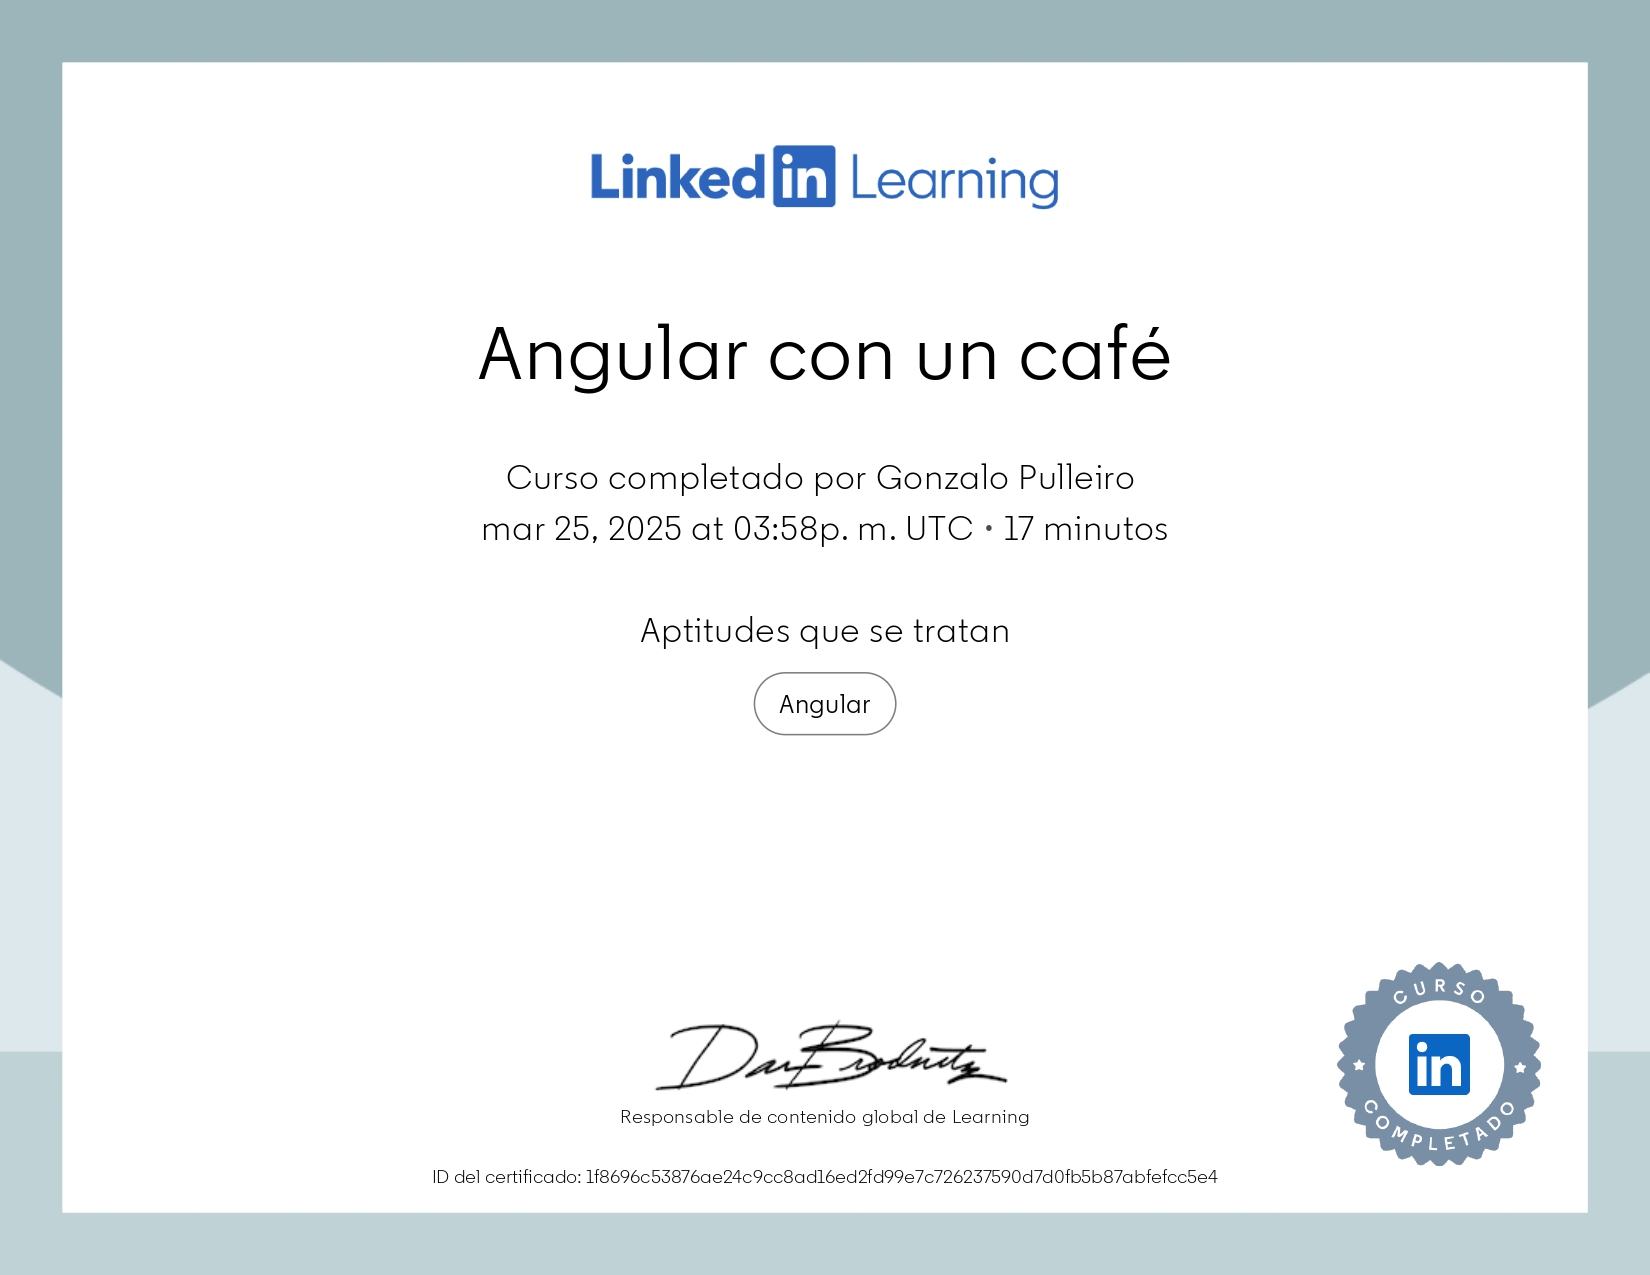 LinkedIn Learning
Angular con un café
Curso completado por Gonzalo Pulleiro
mar 25, 2025 at 03:58p. m. UTC • 17 minutos
Aptitudes que se tratan
Angular
Dan Brodnitz
Responsable de contenido global de Learning
ID del certificado: 1f8696c53876ae24c9cc8ad16ed2fd99e7c726237590d7d0fb5b87abfefcc5e4
CURSO
in
COMPLETADO